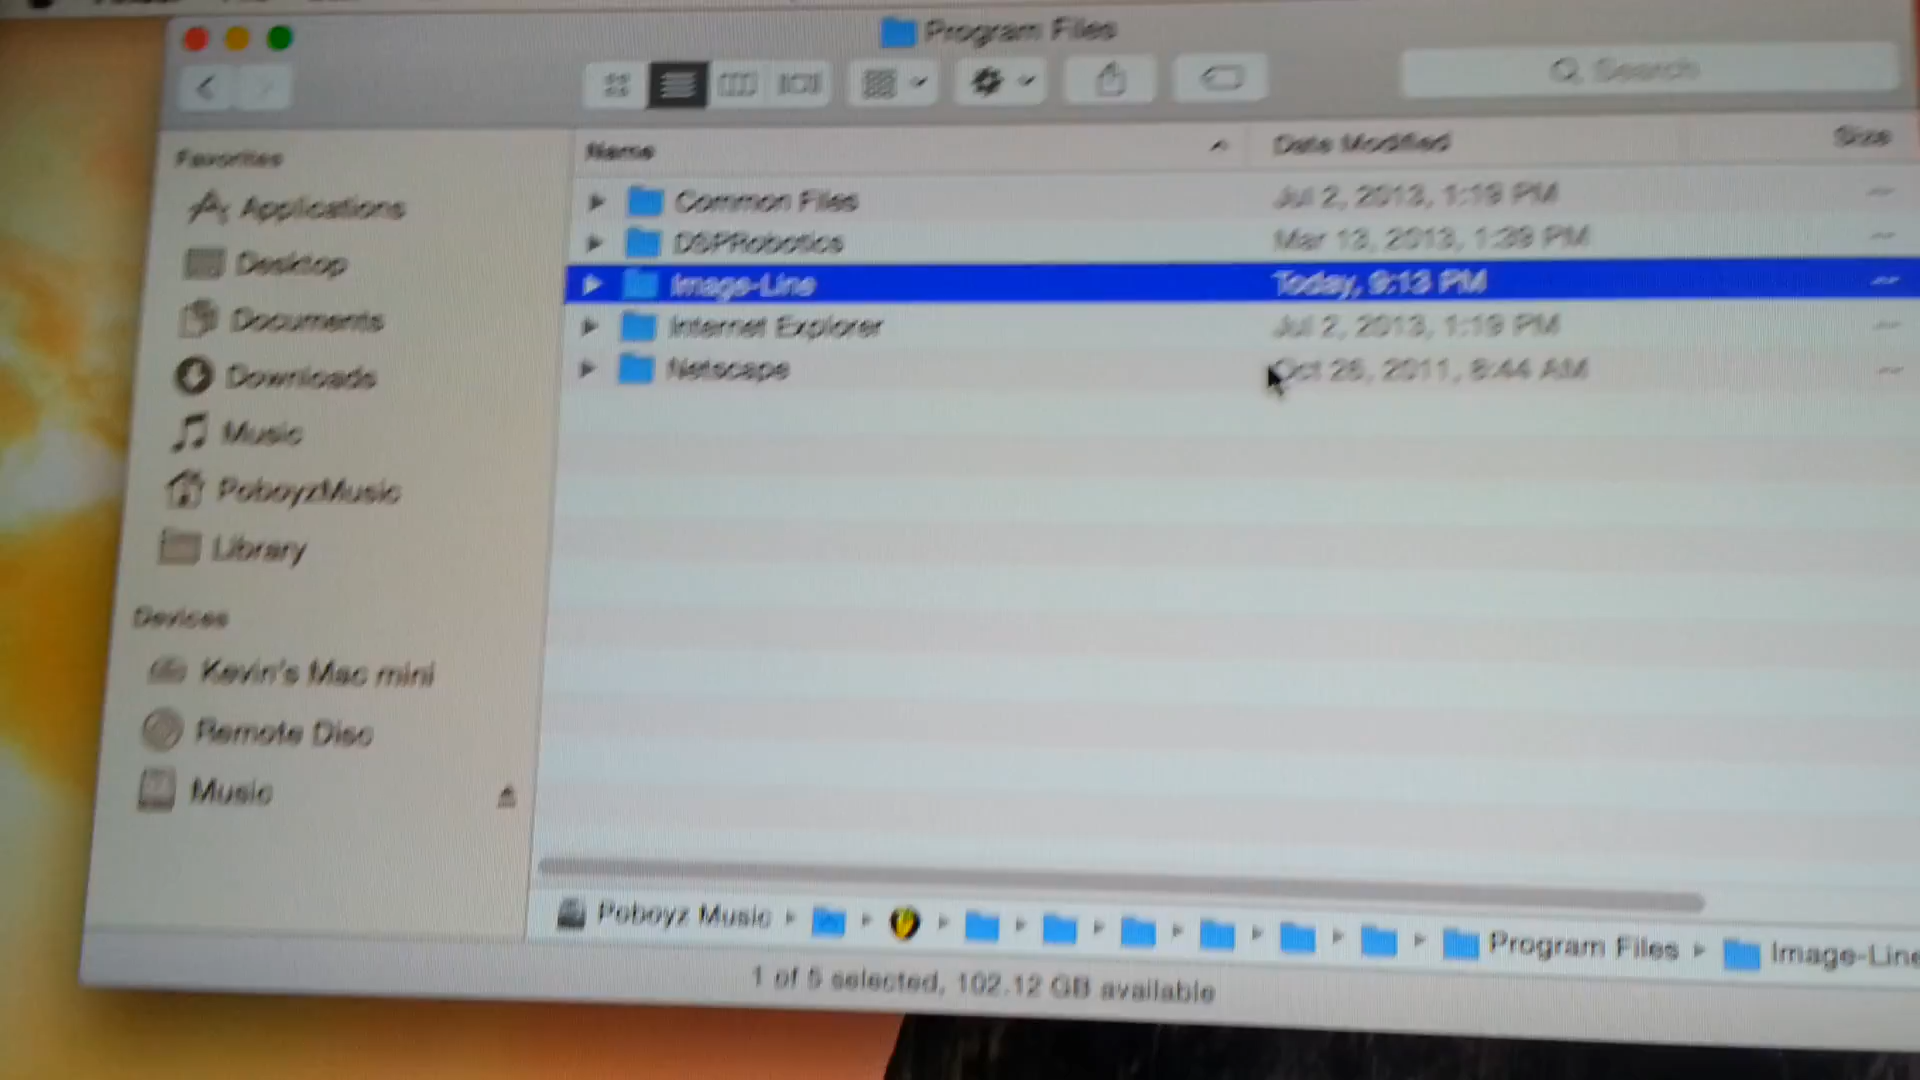 Program Files
Search
Favorites
Applications
Desktop
Documents
Downloads
Music
PoboyzMusic
Library
Devices
Kevin's Mac mini
Remote Disc
Music
Name Date Modified Size
Common Files Jul 2, 2013, 1:19 PM --
DSPRobotics Mar 13, 2013, 1:39 PM --
Image-Line Today, 9:13 PM --
Internet Explorer Jul 2, 2013, 1:19 PM --
Netscape Oct 26, 2011, 8:44 AM --
Poboyz Music Program Files Image-Line
1 of 5 selected, 102.12 GB available